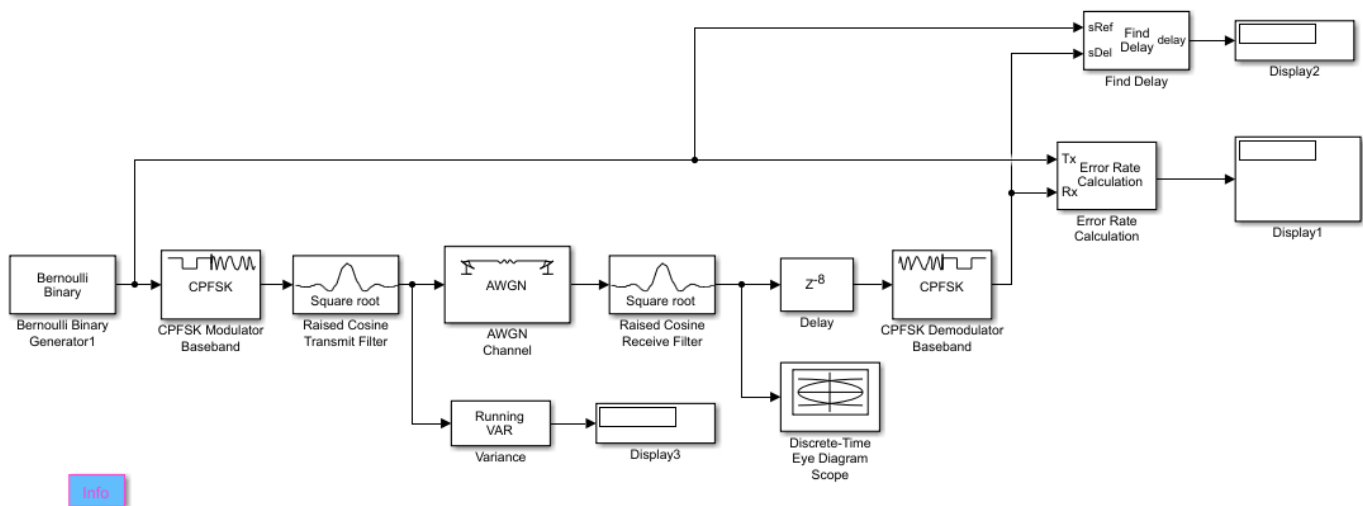 sRef
Find
Delay
delay
sDel
Find Delay
Display2
Tx
Error Rate
Calculation
Rx
Error Rate
Calculation
Display1
Bernoulli
Binary
Bernoulli Binary
Generator1
CPFSK
CPFSK Modulator
Baseband
Square root
Raised Cosine
Transmit Filter
AWGN
AWGN
Channel
Square root
Raised Cosine
Receive Filter
Z-8
Delay
CPFSK
CPFSK Demodulator
Baseband
Running
VAR
Variance
Display3
Discrete-Time
Eye Diagram
Scope
Info